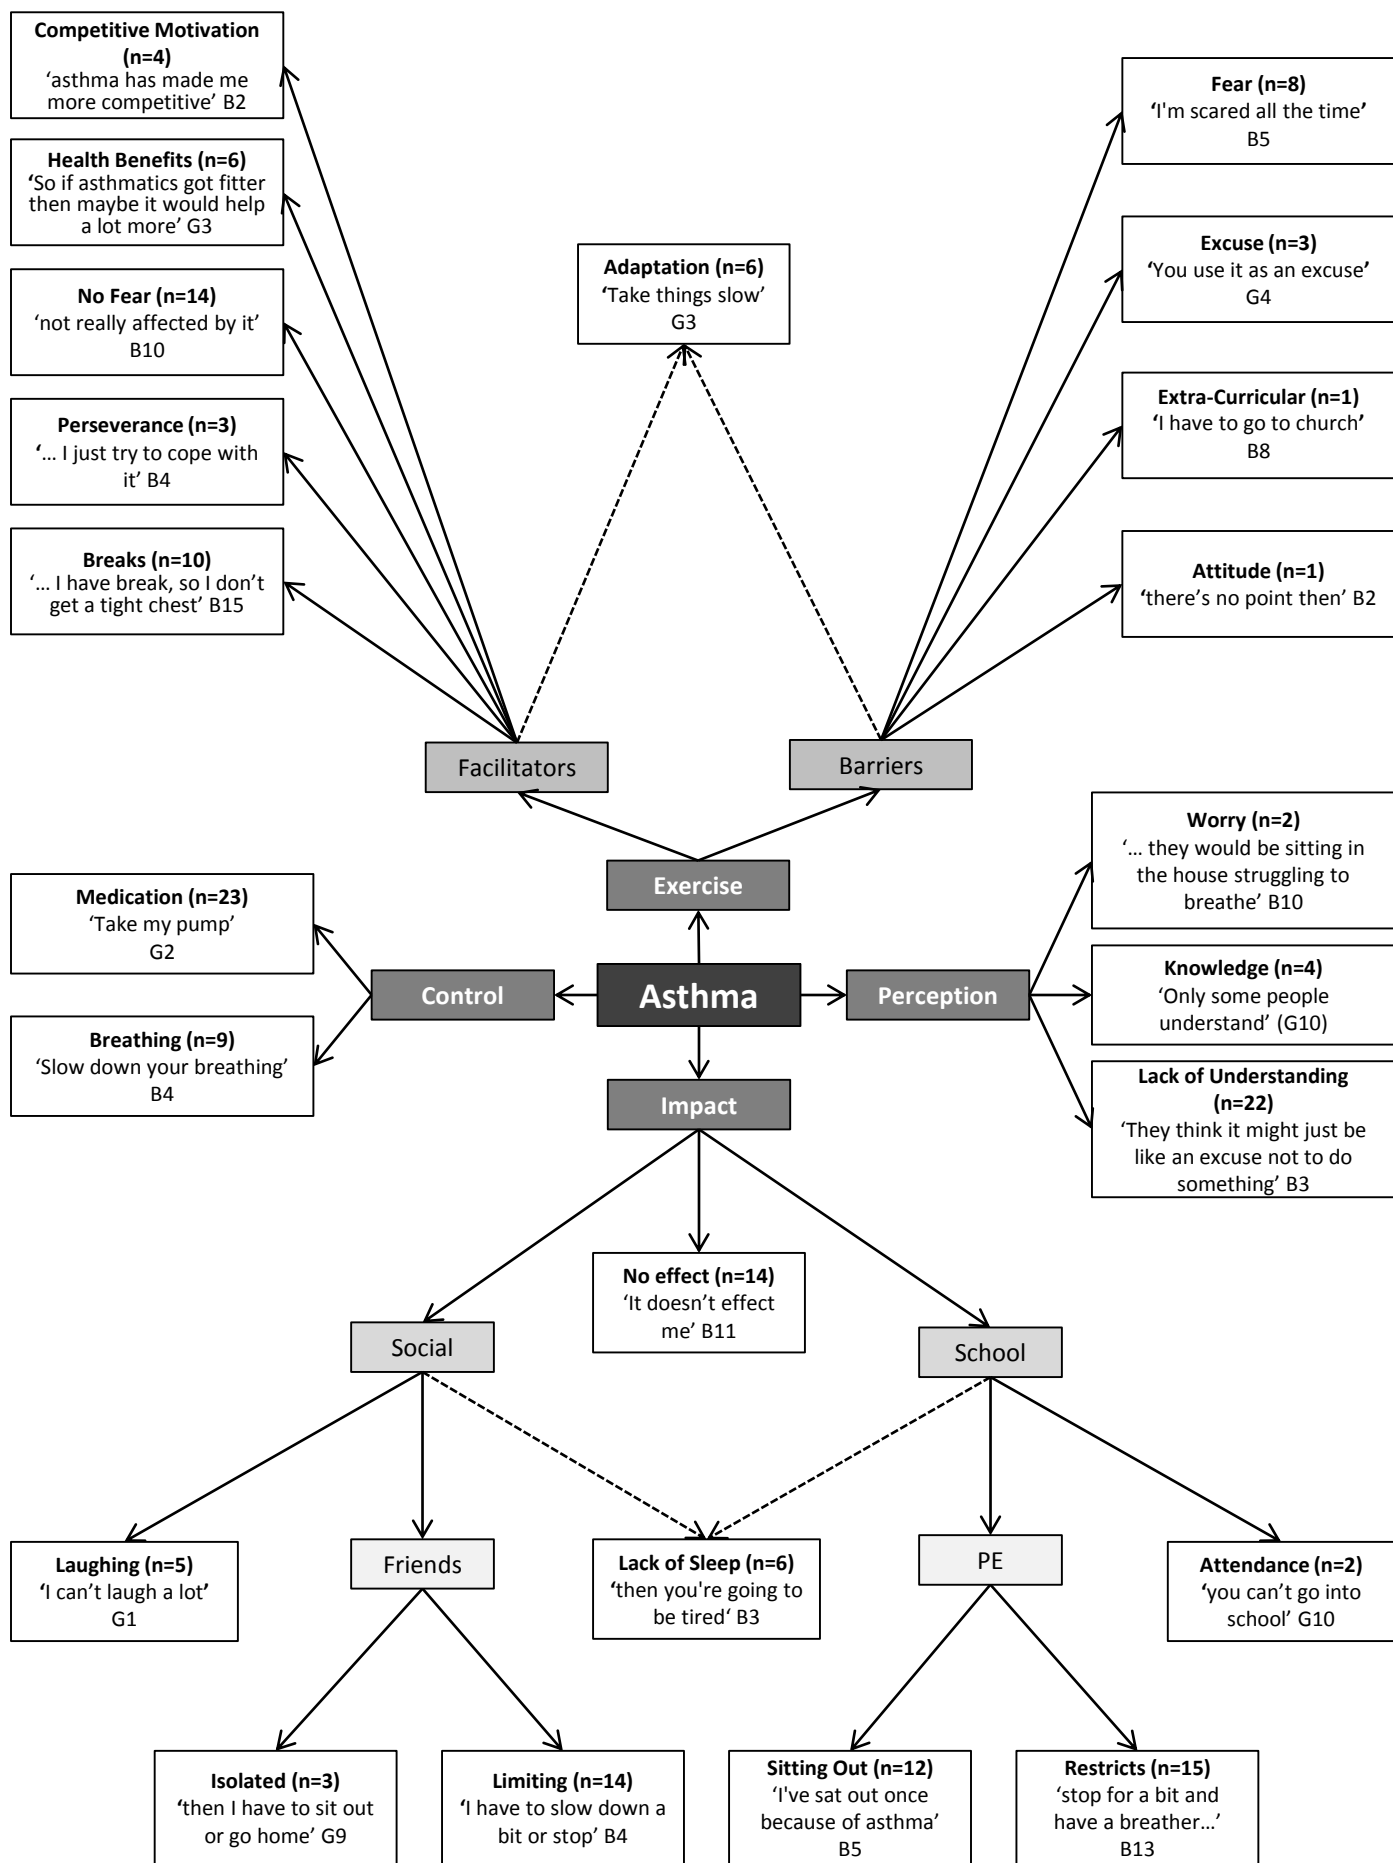 Competitive Motivation
(n=4)
‘asthma has made me
more competitive’ B2
Health Benefits (n=6)
‘So if asthmatics got fitter
then maybe it would help
a lot more’ G3
No Fear (n=14)
‘not really affected by it’
B10
Perseverance (n=3)
‘... I just try to cope with
it’ B4
Breaks (n=10)
‘... I have break, so I don’t
get a tight chest’ B15
Adaptation (n=6)
‘Take things slow’
G3
Fear (n=8)
‘I'm scared all the time’
B5
Excuse (n=3)
‘You use it as an excuse’
G4
Extra-Curricular (n=1)
‘I have to go to church’
B8
Attitude (n=1)
‘there’s no point then’ B2
Facilitators
Barriers
Exercise
Medication (n=23)
‘Take my pump’
G2
Breathing (n=9)
‘Slow down your breathing’
B4
Control
Asthma
Perception
Worry (n=2)
‘... they would be sitting in
the house struggling to
breathe’ B10
Knowledge (n=4)
‘Only some people
understand’ (G10)
Lack of Understanding
(n=22)
‘They think it might just be
like an excuse not to do
something’ B3
Impact
No effect (n=14)
‘It doesn’t effect
me’ B11
Social
School
Laughing (n=5)
‘I can’t laugh a lot’
G1
Friends
Lack of Sleep (n=6)
‘then you're going to
be tired‘ B3
PE
Attendance (n=2)
‘you can’t go into
school’ G10
Isolated (n=3)
‘then I have to sit out
or go home’ G9
Limiting (n=14)
‘I have to slow down a
bit or stop’ B4
Sitting Out (n=12)
‘I've sat out once
because of asthma’
B5
Restricts (n=15)
‘stop for a bit and
have a breather...’
B13